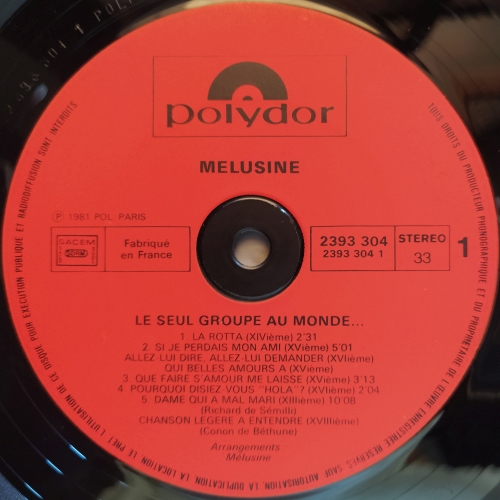 polydor
MELUSINE
℗ 1981 POL PARIS
SACEM
Fabriqué
en France
2393 304
2393 304 1
STEREO
33
1
LE SEUL GROUPE AU MONDE...
1 LA ROTTA (XIVième) 2'31
2. SI JE PERDAIS MON AMI (XVième) 5'01
ALLEZ-LUI DIRE, ALLEZ-LUI DEMANDER (XVIième)
QUI BELLES AMOURS A (XVième)
3 QUE FAIRE S'AMOUR ME LAISSE (XVième) 3'13
4 POURQUOI DISIEZ-VOUS "HOLA"? (XVIième) 2'04
5 DAME QUI A MAL MARI (XIIIième) 10'08
(Richard de Sémilli)
CHANSON LEGERE A ENTENDRE (XVIIième)
(Conon de Béthune)
Arrangements
Mélusine
TOUS DROITS DU PRODUCTEUR PHONOGRAPHIQUE ET DU PROPRIETAIRE DE L'OEUVRE ENREGISTREE RESERVES. SAUF AUTORISATION, LA DUPLICATION, LA LOCATION, LE PRET, L'UTILISATION DE CE DISQUE POUR EXECUTION PUBLIQUE ET RADIODIFFUSION SONT INTERDITS.